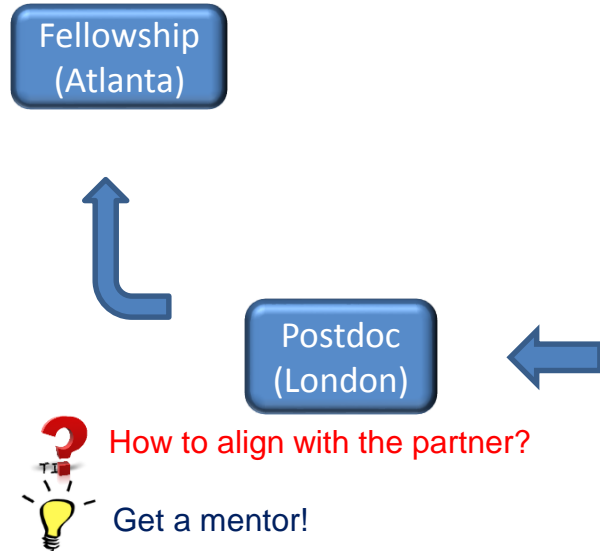 Fellowship
(Atlanta)
Postdoc
(London)
How to align with the partner?
Get a mentor!